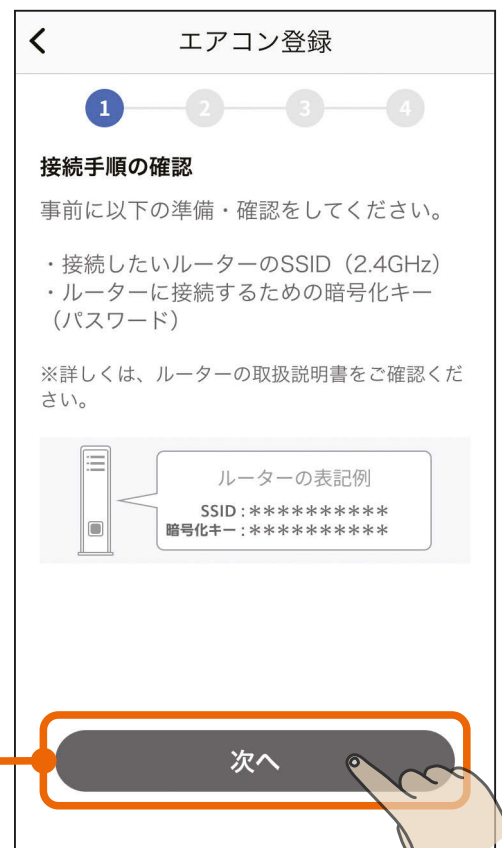 エアコン登録
1 2 3 4
接続手順の確認
事前に以下の準備・確認をしてください。
・接続したいルーターのSSID（2.4GHz）
・ルーターに接続するための暗号化キー
（パスワード）
※詳しくは、ルーターの取扱説明書をご確認くだ
さい。
ルーターの表記例
SSID：**********
暗号化キー：**********
次へ